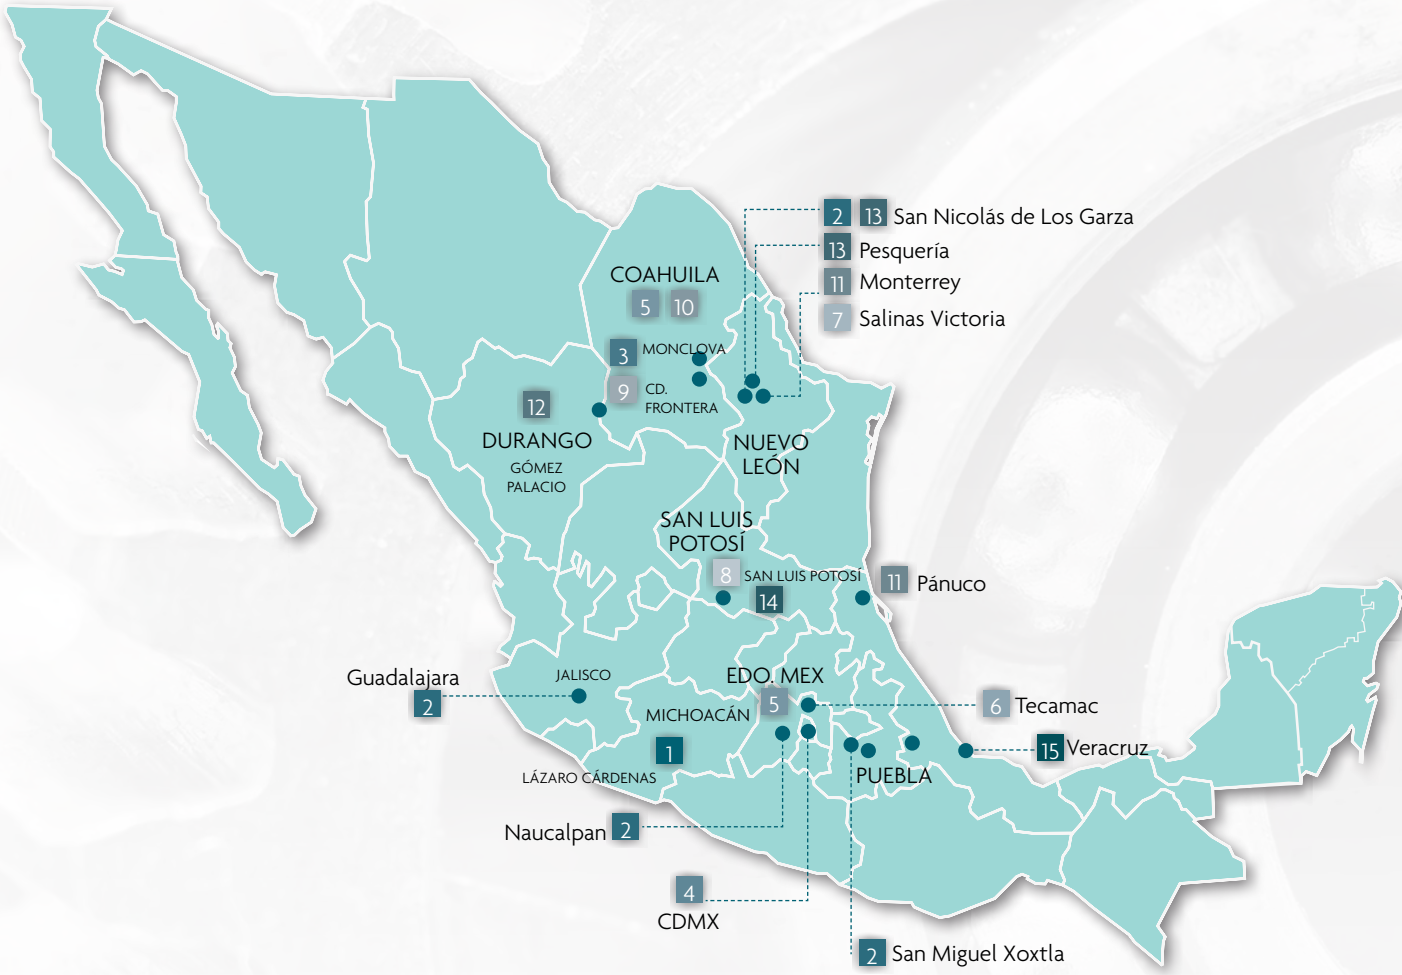 2 13 San Nicolás de Los Garza
13 Pesquería
11 Monterrey
7 Salinas Victoria
COAHUILA
5 10
3 MONCLOVA
9 CD.
FRONTERA
12
DURANGO
GÓMEZ
PALACIO
NUEVO
LEÓN
SAN LUIS
POTOSÍ
8 SAN LUIS POTOSÍ
14
11 Pánuco
Guadalajara
2
JALISCO
EDO. MEX
5
MICHOACÁN
1
LÁZARO CÁRDENAS
6 Tecamac
15 Veracruz
PUEBLA
Naucalpan 2
4
CDMX
2 San Miguel Xoxtla